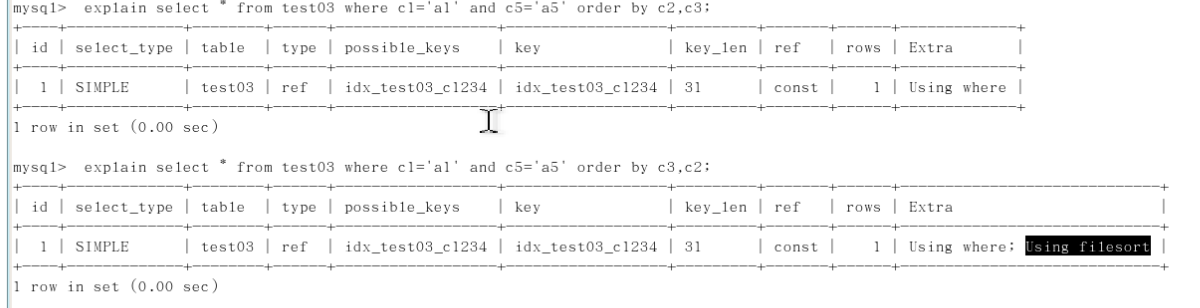 mysql>  explain select * from test03 where c1='a1' and c5='a5' order by c2,c3;
+----+-------------+--------+------+-----------------+-----------------+---------+-------+------+-------------+
| id | select_type | table  | type | possible_keys   | key             | key_len | ref   | rows | Extra       |
+----+-------------+--------+------+-----------------+-----------------+---------+-------+------+-------------+
|  1 | SIMPLE      | test03 | ref  | idx_test03_c1234 | idx_test03_c1234 | 31      | const |    1 | Using where |
+----+-------------+--------+------+-----------------+-----------------+---------+-------+------+-------------+
1 row in set (0.00 sec)
mysql>  explain select * from test03 where c1='a1' and c5='a5' order by c3,c2;
+----+-------------+--------+------+-----------------+-----------------+---------+-------+------+-----------------------------+
| id | select_type | table  | type | possible_keys   | key             | key_len | ref   | rows | Extra                       |
+----+-------------+--------+------+-----------------+-----------------+---------+-------+------+-----------------------------+
|  1 | SIMPLE      | test03 | ref  | idx_test03_c1234 | idx_test03_c1234 | 31      | const |    1 | Using where; Using filesort |
+----+-------------+--------+------+-----------------+-----------------+---------+-------+------+-----------------------------+
1 row in set (0.00 sec)